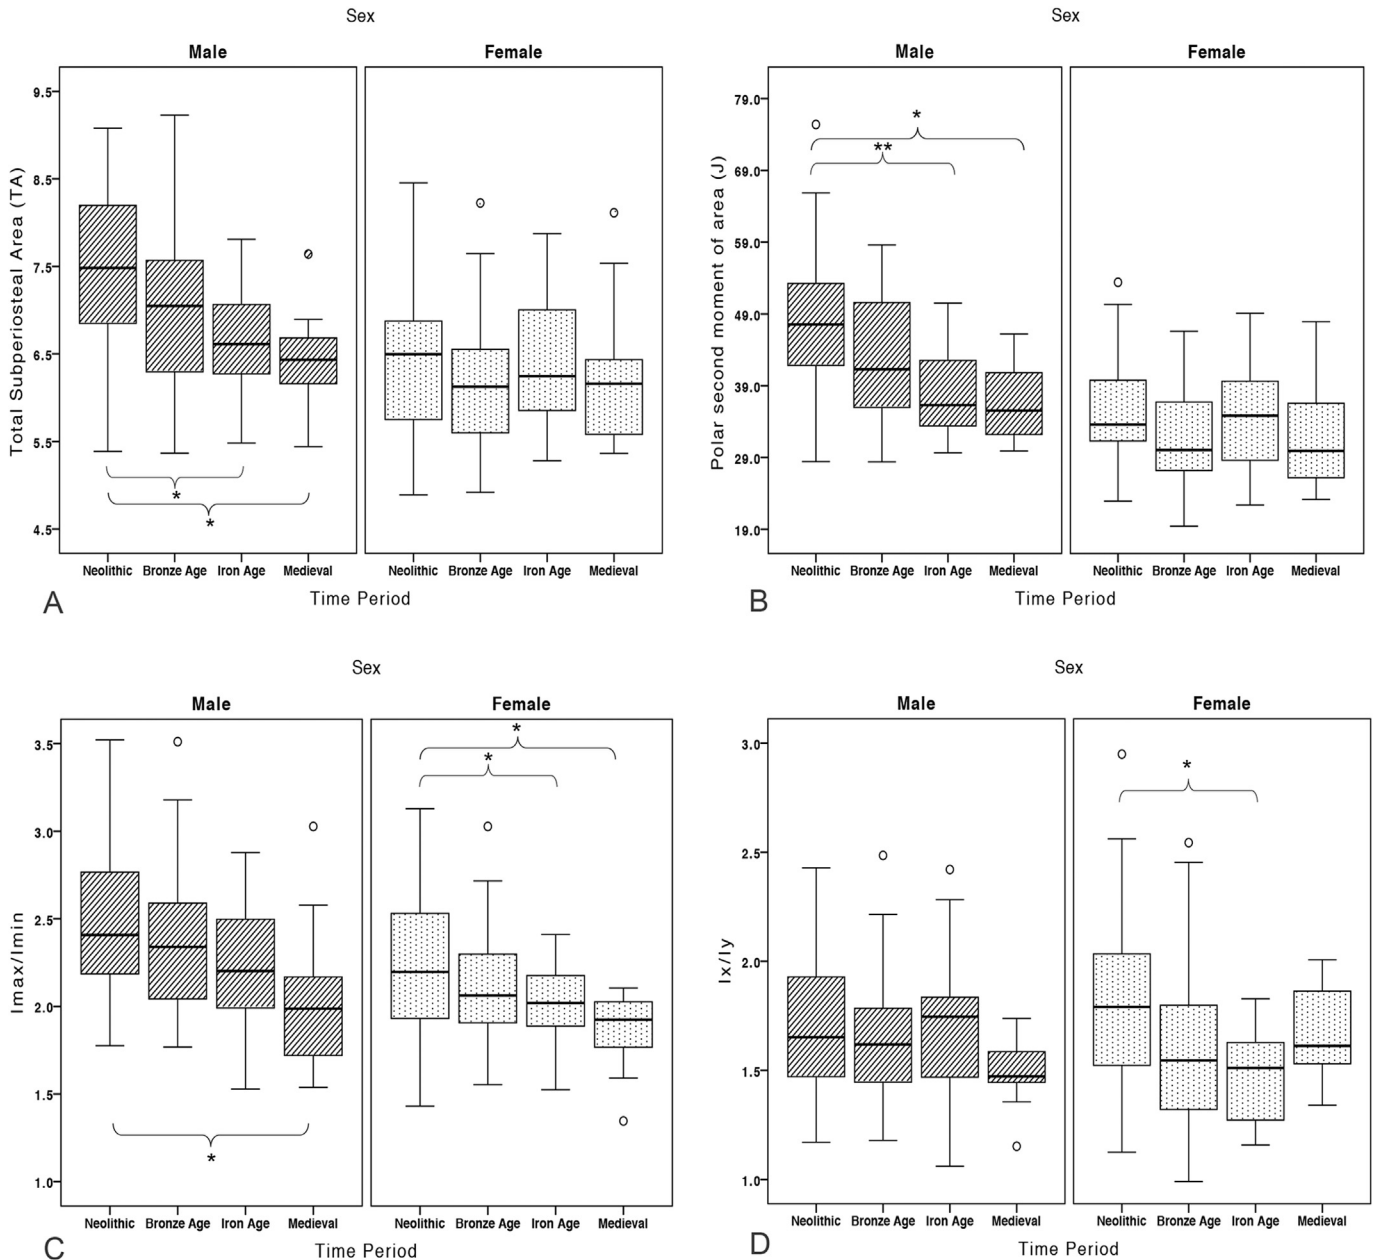 Sex
Male Female
Total Subperiosteal Area (TA)
9.5
8.5
7.5
6.5
5.5
4.5
*
*
Neolithic Bronze Age Iron Age Medieval Neolithic Bronze Age Iron Age Medieval
Time Period
A
Sex
Male Female
Polar second moment of area (J)
79.0
69.0
59.0
49.0
39.0
29.0
19.0
*
**
Neolithic Bronze Age Iron Age Medieval Neolithic Bronze Age Iron Age Medieval
Time Period
B
Sex
Male Female
Imax/Imin
3.5
3.0
2.5
2.0
1.5
1.0
*
*
*
Neolithic Bronze Age Iron Age Medieval Neolithic Bronze Age Iron Age Medieval
Time Period
C
Sex
Male Female
Ix/Iy
3.0
2.5
2.0
1.5
1.0
*
Neolithic Bronze Age Iron Age Medieval Neolithic Bronze Age Iron Age Medieval
Time Period
D